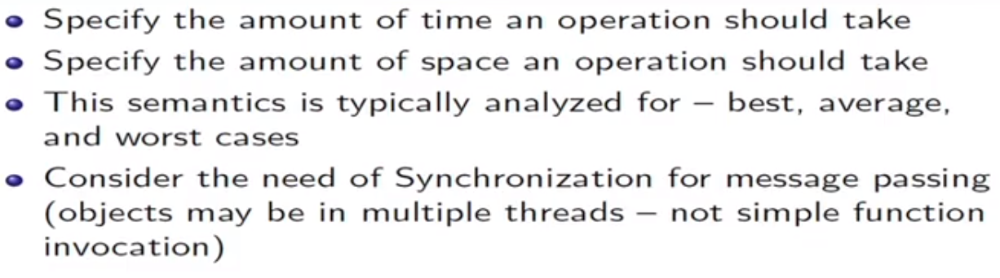 Specify the amount of time an operation should take
Specify the amount of space an operation should take
This semantics is typically analyzed for – best, average,
and worst cases
Consider the need of Synchronization for message passing
(objects may be in multiple threads – not simple function
invocation)